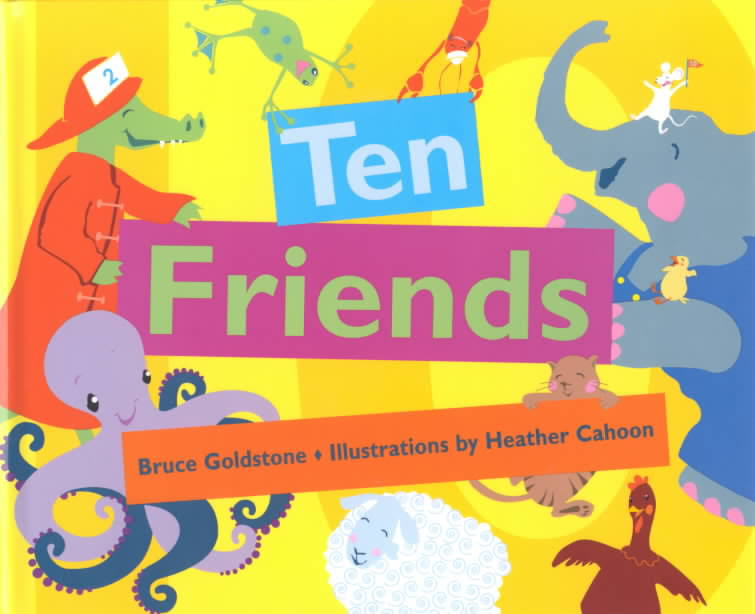 2
Ten
Friends
Bruce Goldstone ♦ Illustrations by Heather Cahoon